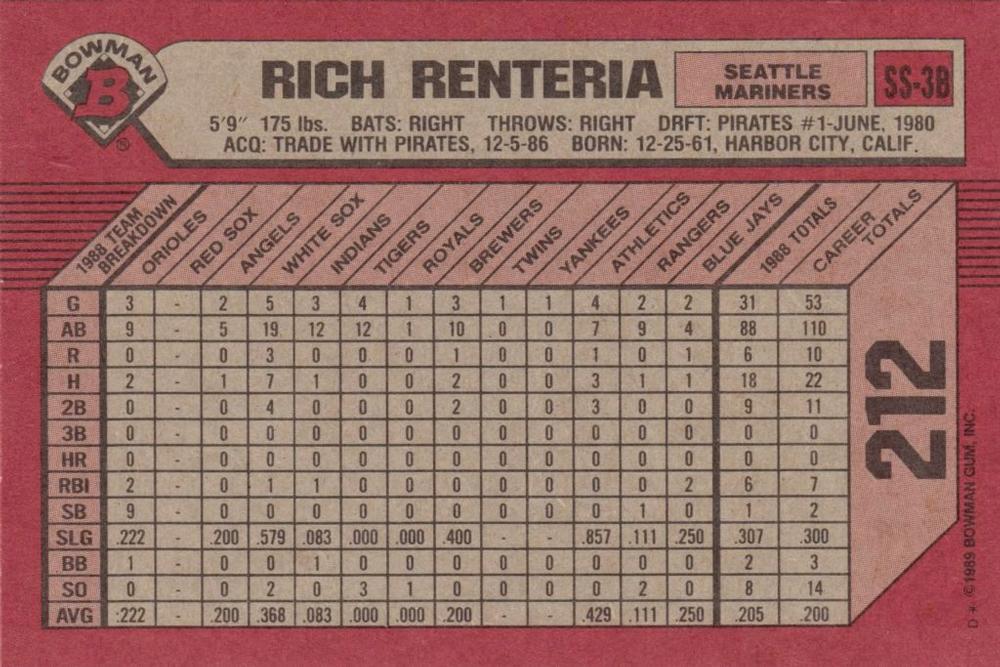 BOWMAN
B
®
RICH RENTERIA
SEATTLE
MARINERS
SS-3B
5'9" 175 lbs. BATS: RIGHT THROWS: RIGHT DRFT: PIRATES #1-JUNE, 1980
ACQ: TRADE WITH PIRATES, 12-5-86 BORN: 12-25-61, HARBOR CITY, CALIF.
1988 TEAM BREAKDOWN ORIOLES RED SOX ANGELS WHITE SOX INDIANS TIGERS ROYALS BREWERS TWINS YANKEES ATHLETICS RANGERS BLUE JAYS 1988 TOTALS CAREER TOTALS
G 3 - 2 5 3 4 1 3 1 1 4 2 2 31 53
AB 9 - 5 19 12 12 1 10 0 0 7 9 4 88 110
R 0 - 0 3 0 0 0 1 0 0 1 0 1 6 10
H 2 - 1 7 1 0 0 2 0 0 3 1 1 18 22
2B 0 - 0 4 0 0 0 2 0 0 3 0 0 9 11
3B 0 - 0 0 0 0 0 0 0 0 0 0 0 0 0
HR 0 - 0 0 0 0 0 0 0 0 0 0 0 0 0
RBI 2 - 0 1 1 0 0 0 0 0 0 0 2 6 7
SB 9 - 0 0 0 0 0 0 0 0 0 1 0 1 2
SLG .222 - .200 .579 .083 .000 .000 .400 - - .857 .111 .250 .307 .300
BB 1 - 0 0 1 0 0 0 0 0 0 0 0 2 3
SO 0 - 0 2 0 3 1 0 0 0 0 2 0 8 14
AVG .222 - .200 .368 .083 .000 .000 .200 - - .429 .111 .250 .205 .200
212
D * ©1989 BOWMAN GUM, INC.